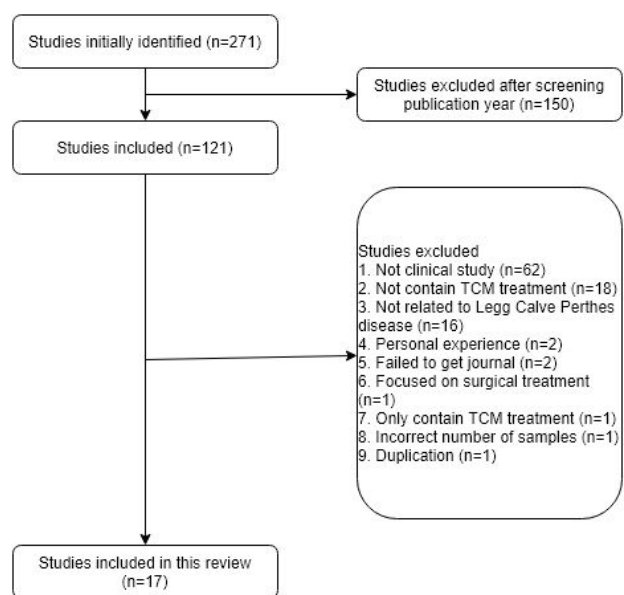 Studies initially identified (n=271)
Studies excluded after screening
publication year (n=150)
Studies included (n=121)
Studies excluded
1. Not clinical study (n=62)
2. Not contain TCM treatment (n=18)
3. Not related to Legg Calve Perthes
disease (n=16)
4. Personal experience (n=2)
5. Failed to get journal (n=2)
6. Focused on surgical treatment
(n=1)
7. Only contain TCM treatment (n=1)
8. Incorrect number of samples (n=1)
9. Duplication (n=1)
Studies included in this review
(n=17)